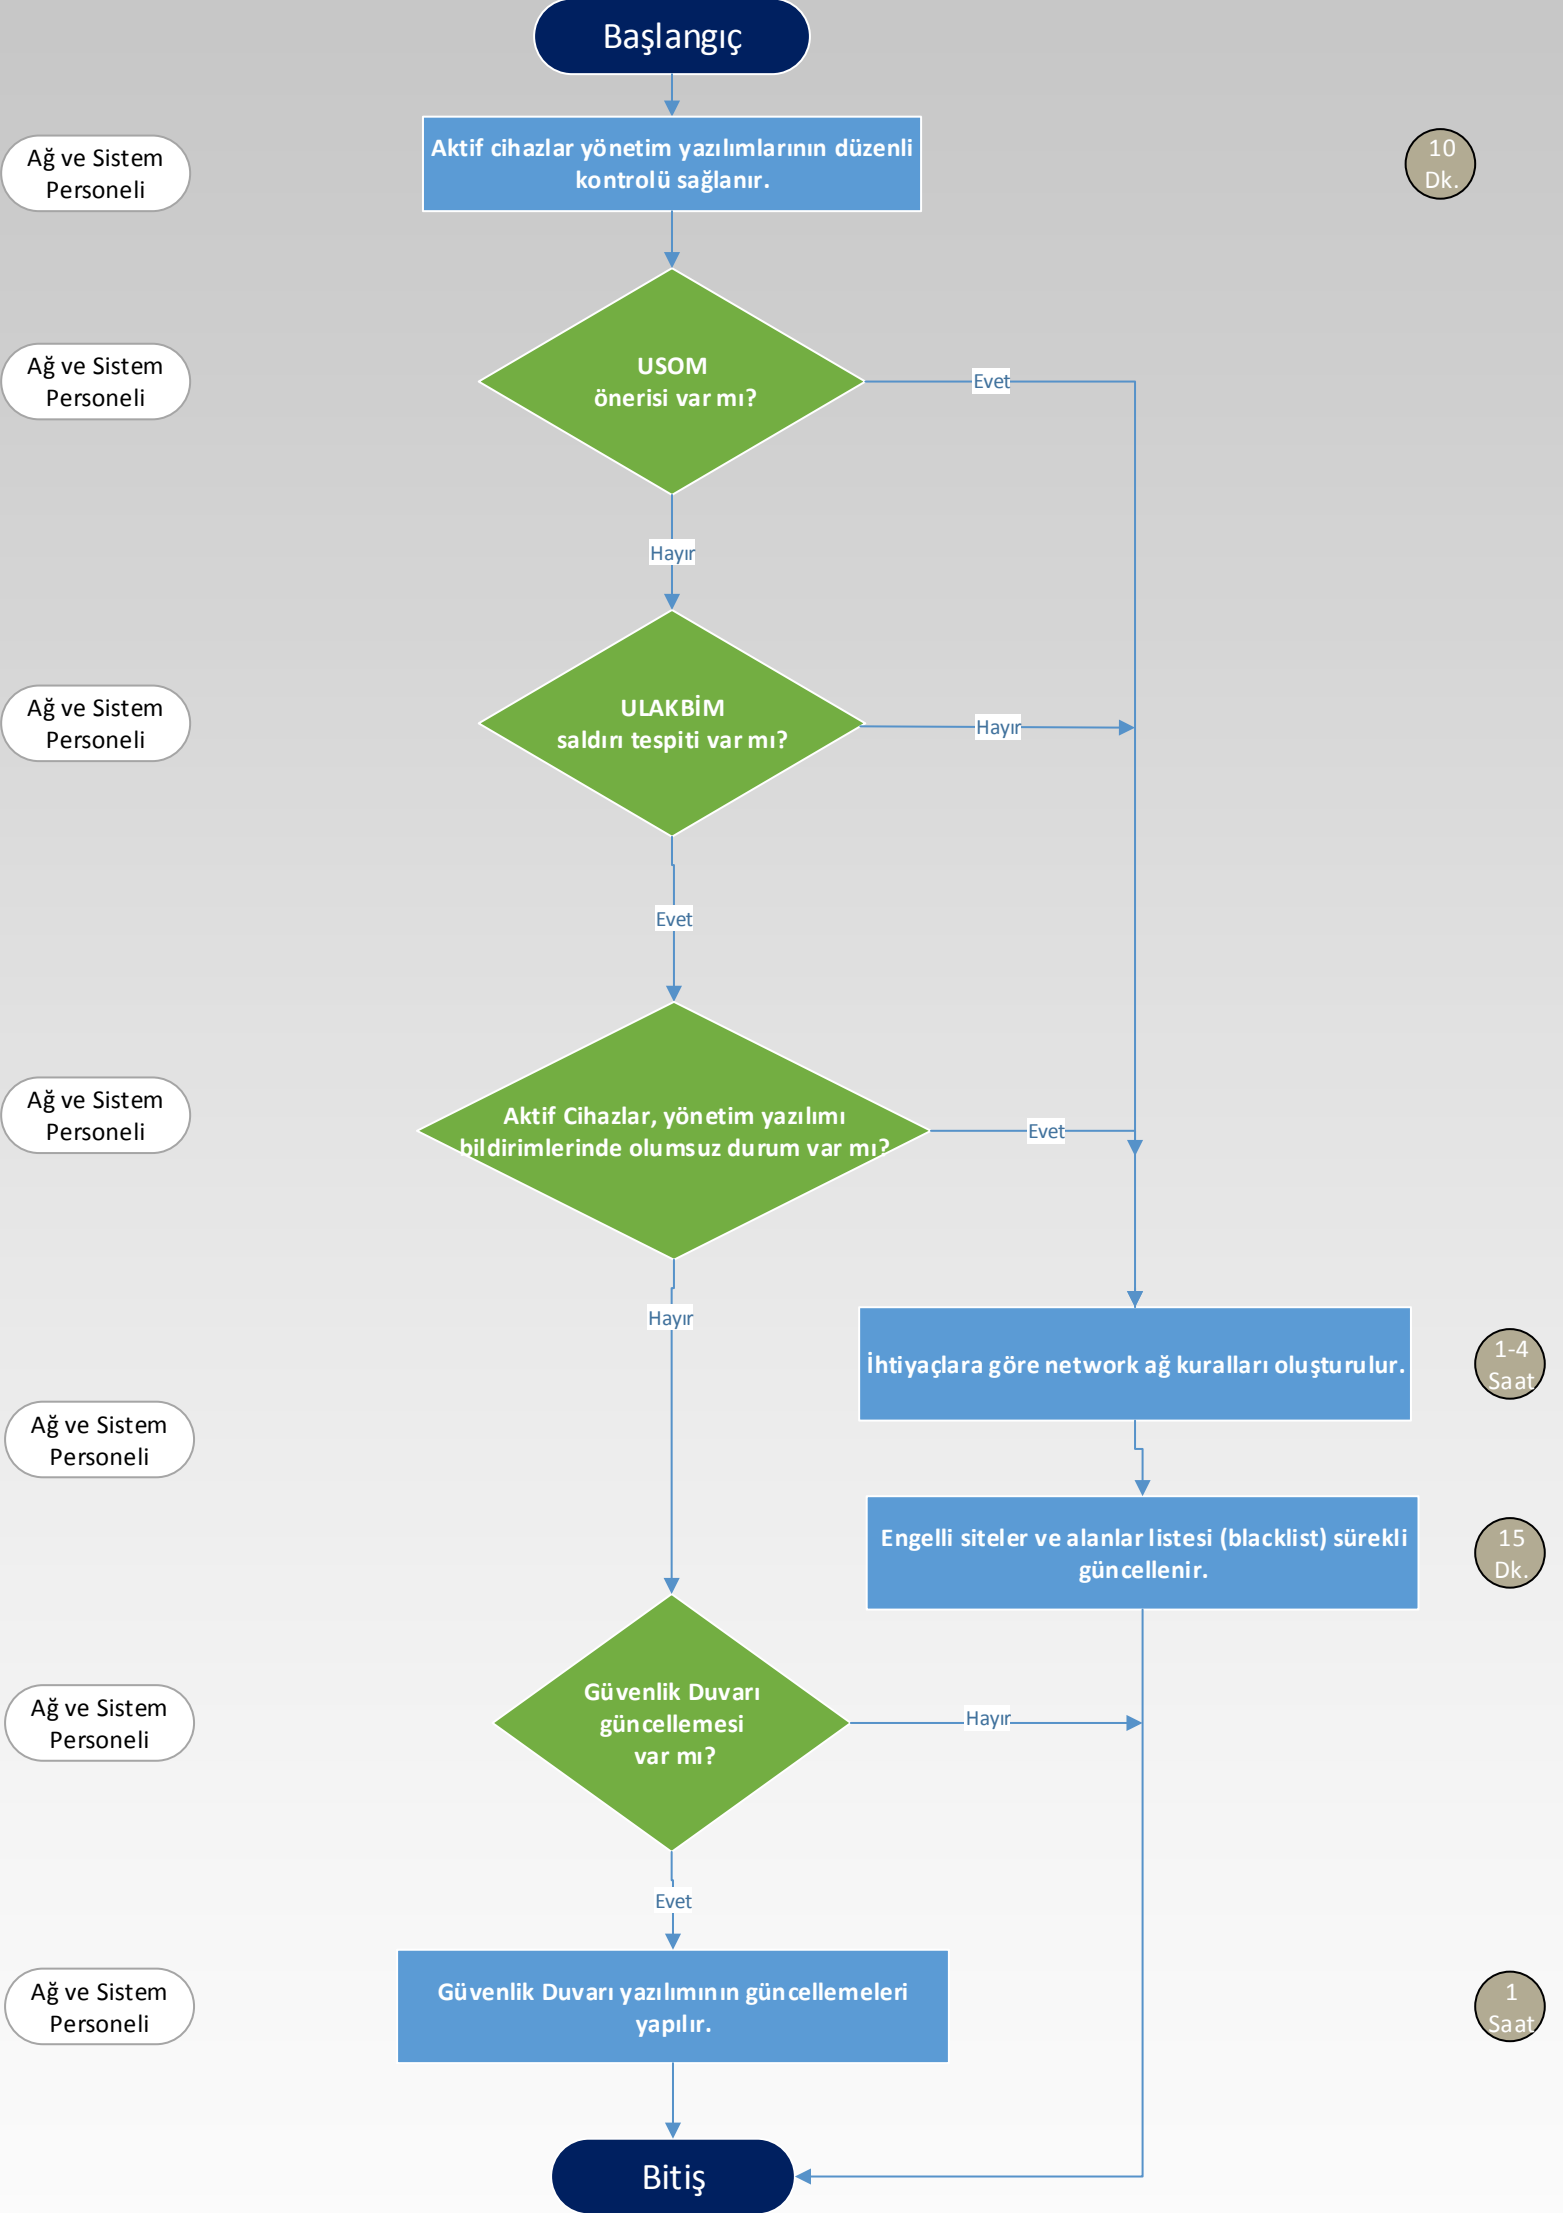 Başlangıç
Ağ ve Sistem
Personeli
Aktif cihazlar yönetim yazılımlarının düzenli
kontrolü sağlanır.
10
Dk.
Ağ ve Sistem
Personeli
USOM
önerisi var mı?
Evet
Hayır
Ağ ve Sistem
Personeli
ULAKBİM
saldırı tespiti var mı?
Hayır
Evet
Ağ ve Sistem
Personeli
Aktif Cihazlar, yönetim yazılımı
bildirimlerinde olumsuz durum var mı?
Evet
Hayır
İhtiyaçlara göre network ağ kuralları oluşturulur.
1-4
Saat
Ağ ve Sistem
Personeli
Engelli siteler ve alanlar listesi (blacklist) sürekli
güncellenir.
15
Dk.
Ağ ve Sistem
Personeli
Güvenlik Duvarı
güncellemesi
var mı?
Hayır
Evet
Ağ ve Sistem
Personeli
Güvenlik Duvarı yazılımının güncellemeleri
yapılır.
1
Saat
Bitiş